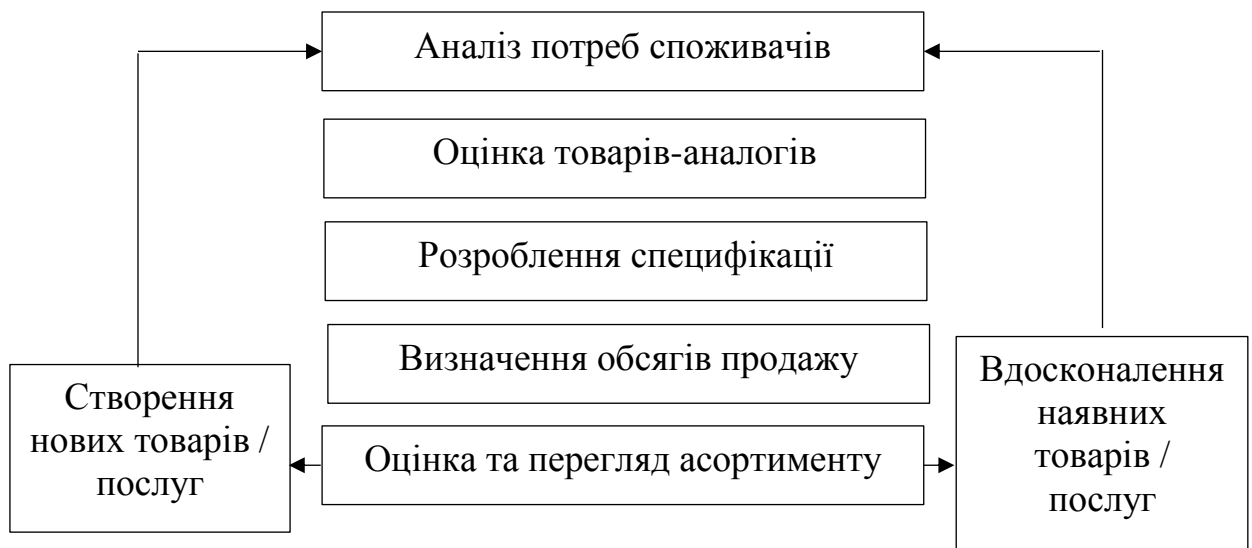 Аналіз потреб споживачів
Оцінка товарів-аналогів
Розроблення специфікації
Визначення обсягів продажу
Створення
нових товарів /
послуг
Оцінка та перегляд асортименту
Вдосконалення
наявних
товарів /
послуг